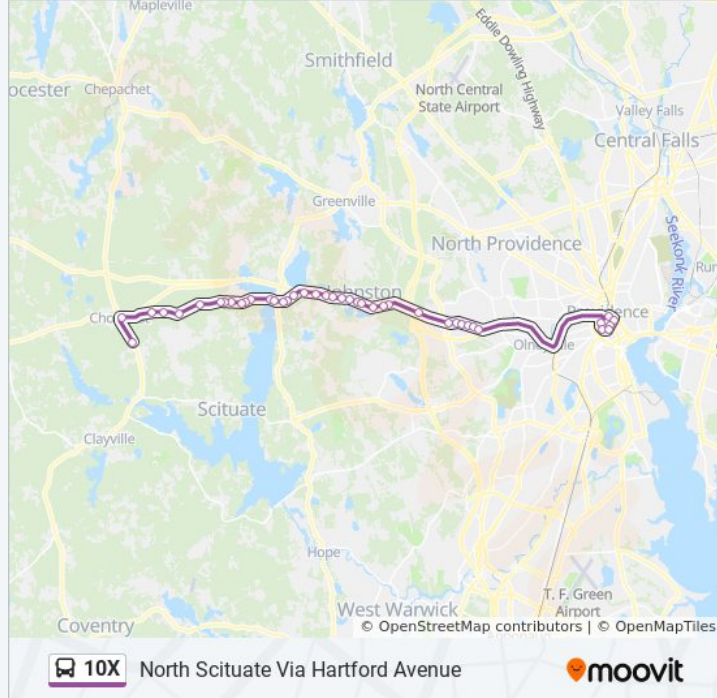 Mapleville
Smithfield
Eddie Dowling Highway
ocester
Chepachet
North Central
State Airport
Valley Falls
Central Falls
Greenville
Seekonk River
North Providence
Johnston
Providence
Scituate
Clayville
Hope
T. F. Green
Airport
West Warwick
Coventry
© OpenStreetMap contributors | © OpenMapTiles
10X North Scituate Via Hartford Avenue
moovit